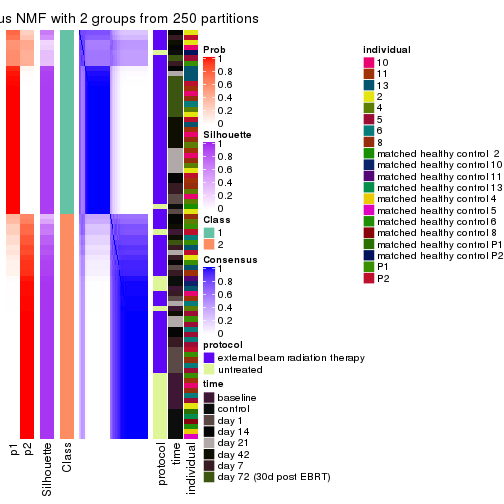 us NMF with 2 groups from 250 partitions
Prob
1
0.8
0.6
0.4
0.2
0
Silhouette
1
0.8
0.6
0.4
0.2
0
Class
1
2
Consensus
1
0.8
0.6
0.4
0.2
0
protocol
external beam radiation therapy
untreated
time
baseline
control
day 1
day 14
day 21
day 42
day 7
day 72 (30d post EBRT)
individual
10
11
13
2
4
5
6
8
matched healthy control 2
matched healthy control 10
matched healthy control 11
matched healthy control 13
matched healthy control 4
matched healthy control 5
matched healthy control 6
matched healthy control 8
matched healthy control P1
matched healthy control P2
P1
P2
p1
p2
Silhouette
Class
protocol
time
individual